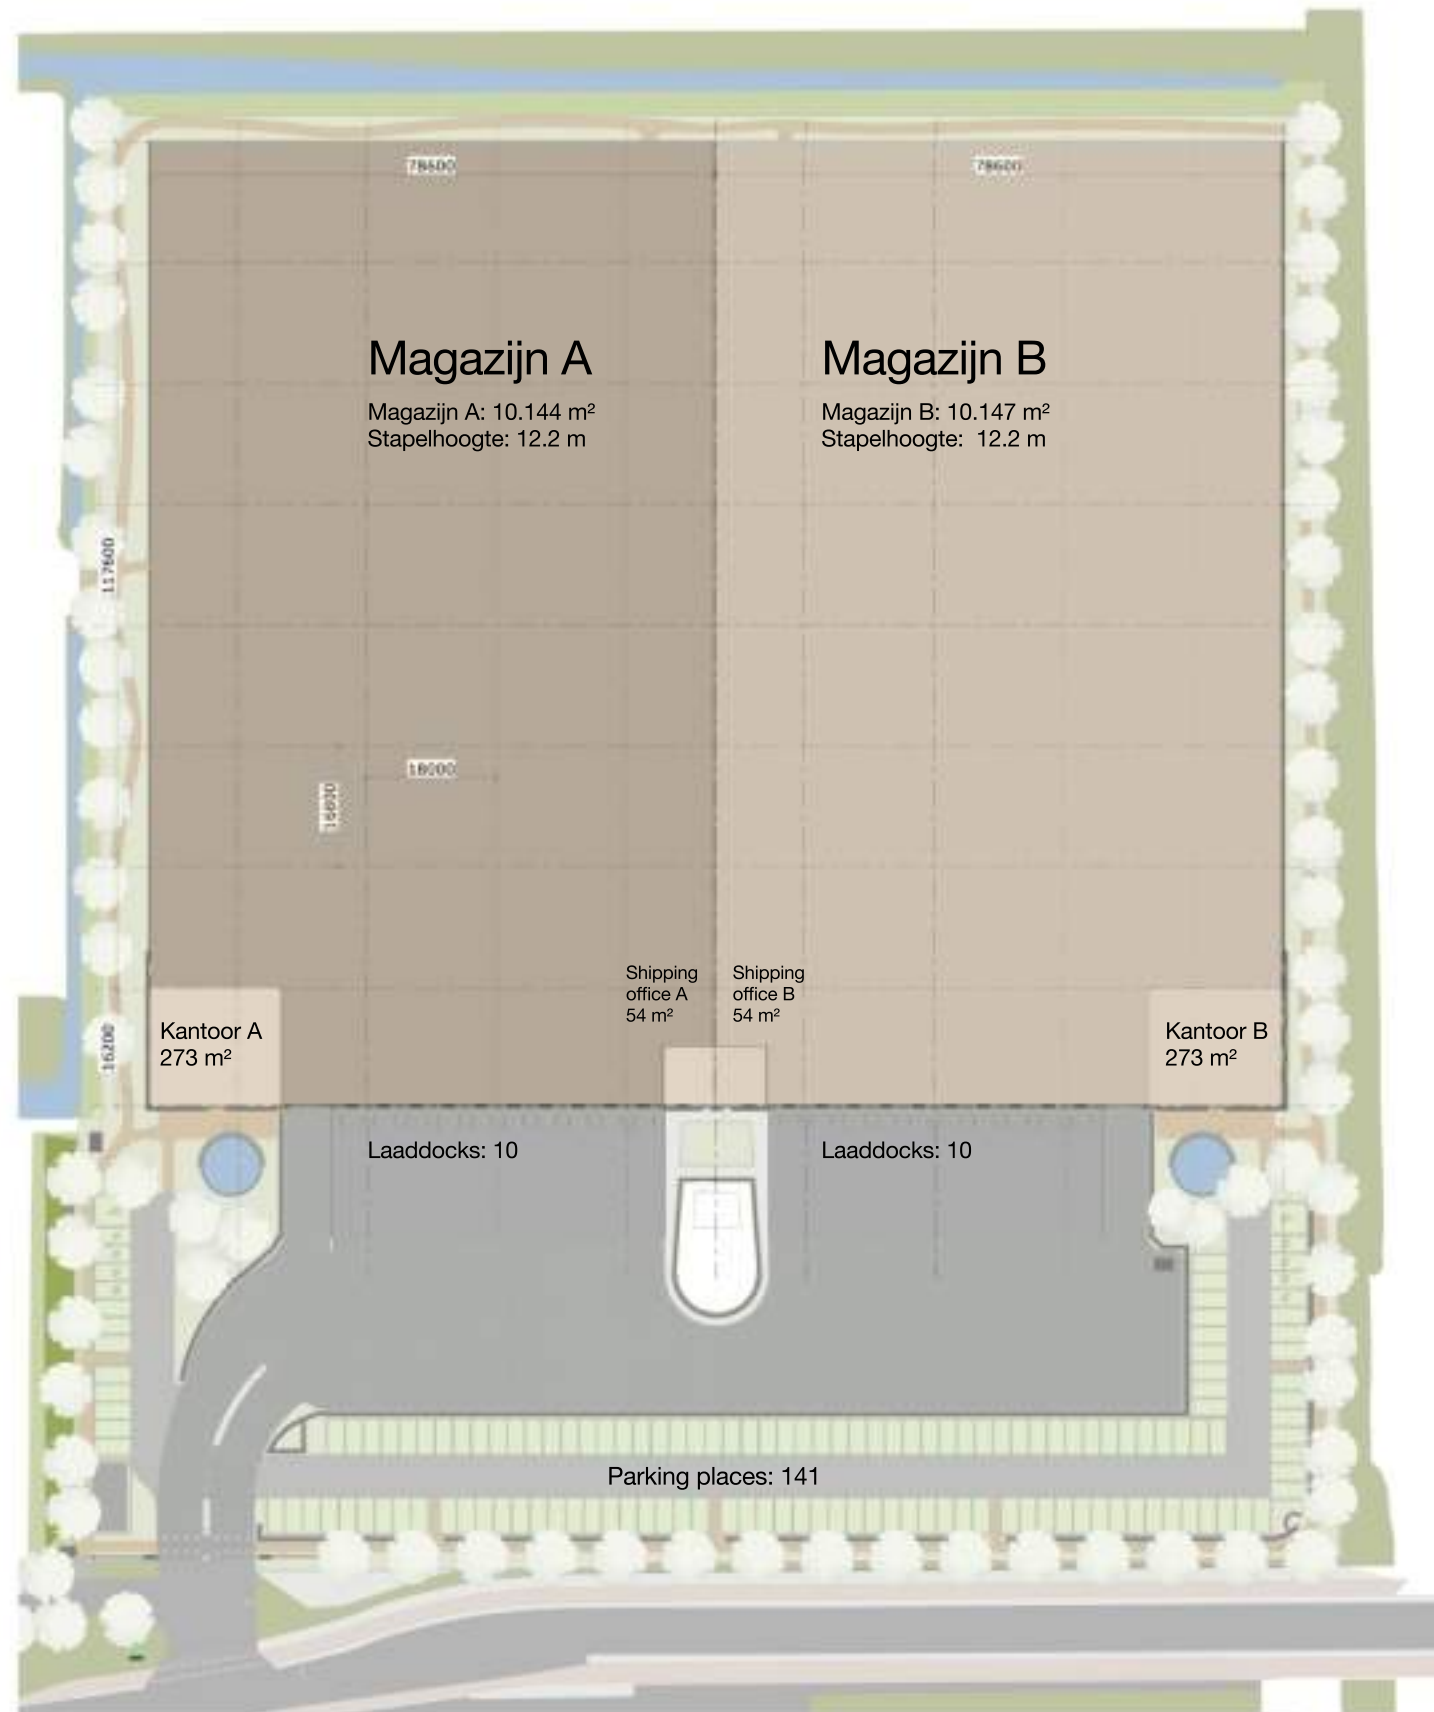 78600
78600
Magazijn A
Magazijn A: 10.144 m²
Stapelhoogte: 12.2 m
Magazijn B
Magazijn B: 10.147 m²
Stapelhoogte: 12.2 m
117600
18000
16800
Shipping
office A
54 m²
Shipping
office B
54 m²
Kantoor A
273 m²
16200
Kantoor B
273 m²
Laaddocks: 10
Laaddocks: 10
Parking places: 141